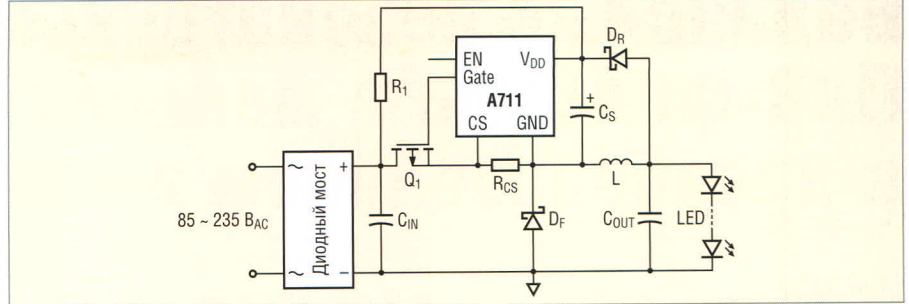 EN
V_DD
D_R
Gate
R_1
A711
+
C_S
CS
GND
~
+
Q_1
R_CS
L
85 ~ 235 B_AC
Диодный мост
C_IN
D_F
C_OUT
LED
~
−